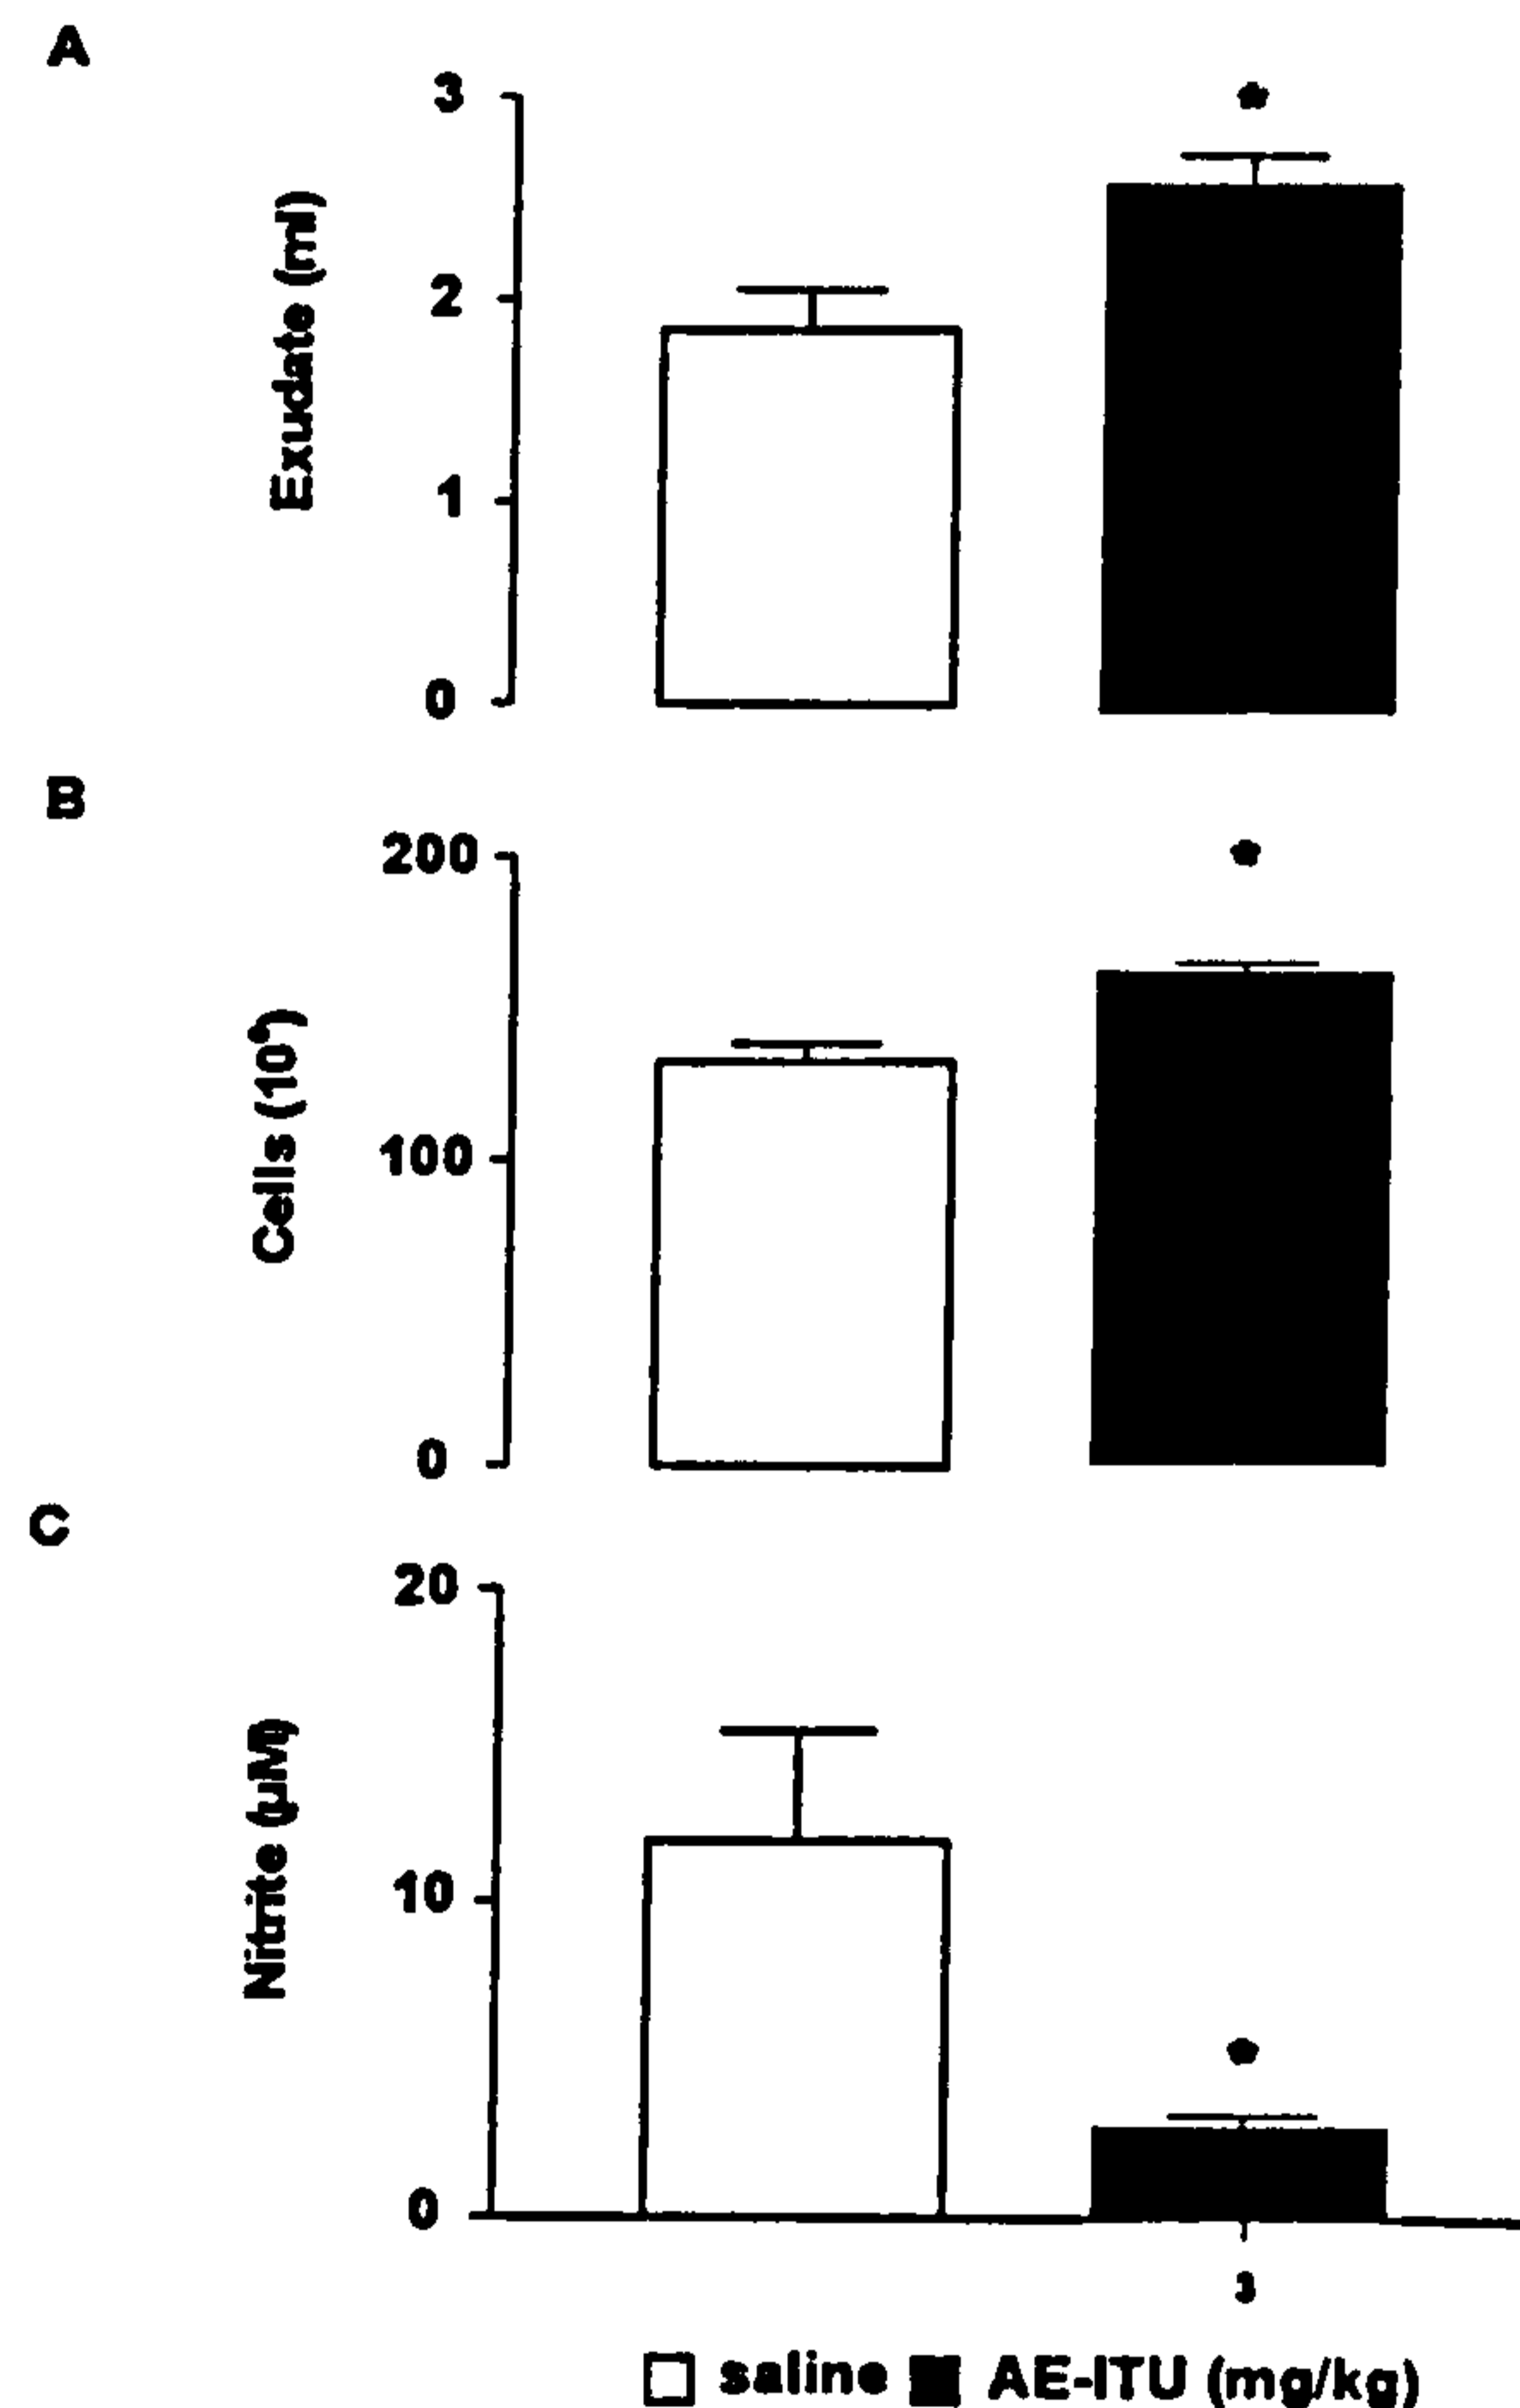 A
3
2
1
0
Exudate (ml)
*
B
200
100
0
Cells (10⁶)
*
C
20
10
0
Nitrite (µM)
*
3
saline AE-ITU (mg/kg)